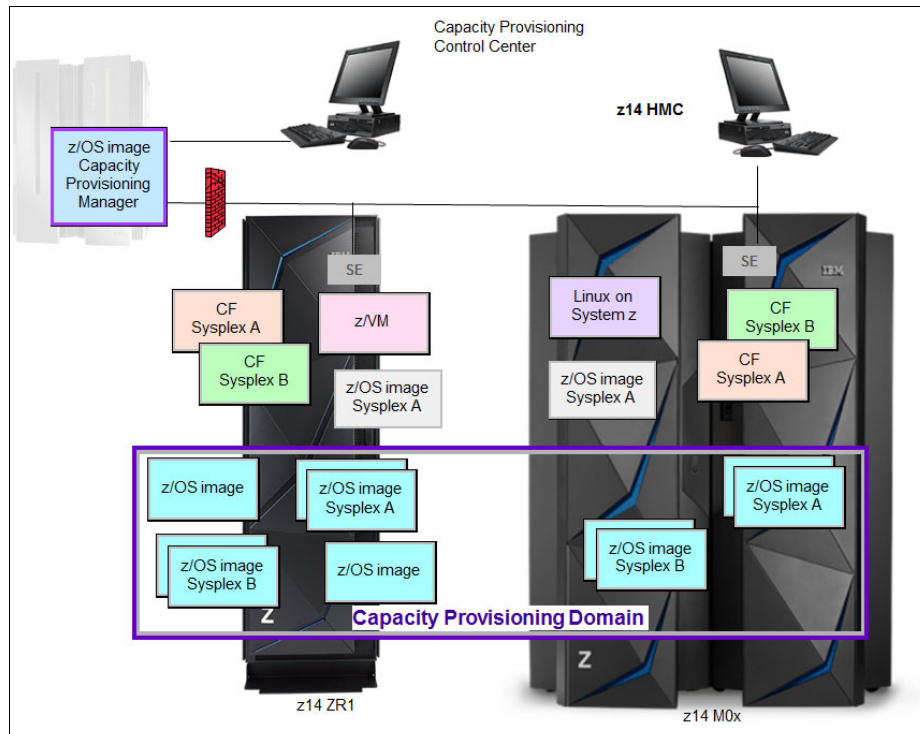 Capacity Provisioning
Control Center
z14 HMC
z/OS image
Capacity
Provisioning
Manager
SE
SE
IBM
CF
Sysplex A
z/VM
Linux on
System z
CF
Sysplex B
CF
Sysplex B
CF
Sysplex A
z/OS image
Sysplex A
z/OS image
Sysplex A
z/OS image
z/OS image
Sysplex A
z/OS image
Sysplex A
z/OS image
Sysplex B
z/OS image
z/OS image
Sysplex B
Capacity Provisioning Domain
Z
Z
z14 ZR1
z14 M0x